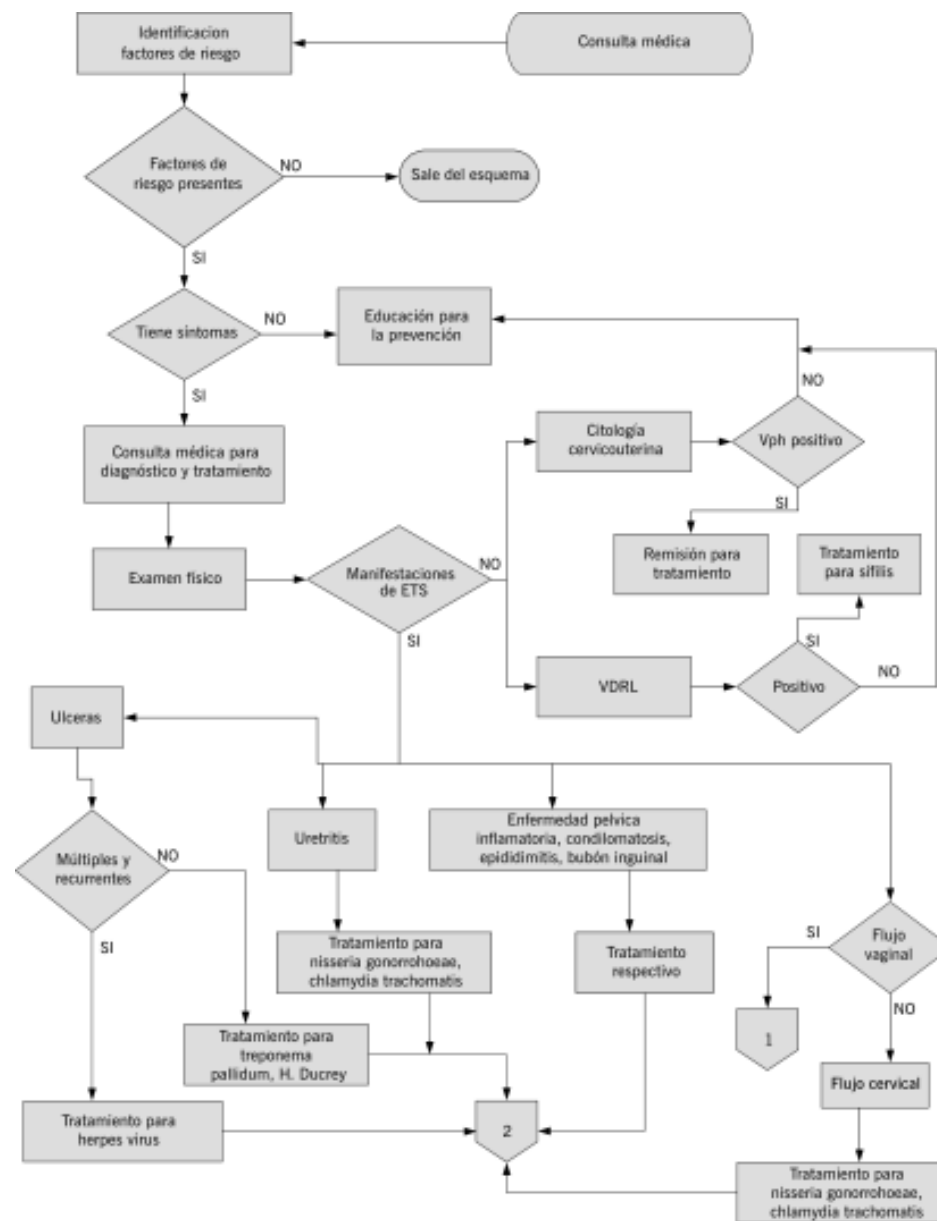 Identificacion
factores de riesgo
Consulta médica
Factores de
riesgo presentes
NO
Sale del esquema
SI
Tiene síntomas
NO
Educación para
la prevención
SI
NO
Consulta médica para
diagnóstico y tratamiento
Citología
cervicouterina
Vph positivo
SI
Examen físico
Manifestaciones
de ETS
NO
Remisión para
tratamiento
Tratamiento
para sífilis
SI
SI
VDRL
Positivo
NO
Ulceras
Múltiples y
recurrentes
NO
SI
Uretritis
Enfermedad pelvica
inflamatoria, condilomatosis,
epididimitis, bubón inguinal
Tratamiento para
nisseria gonorrohoeae,
chlamydia trachomatis
Tratamiento
respectivo
SI
Flujo
vaginal
NO
1
Tratamiento para
treponema
pallidum, H. Ducrey
Flujo cervical
Tratamiento para
herpes virus
2
Tratamiento para
nisseria gonorrohoeae,
chlamydia trachomatis